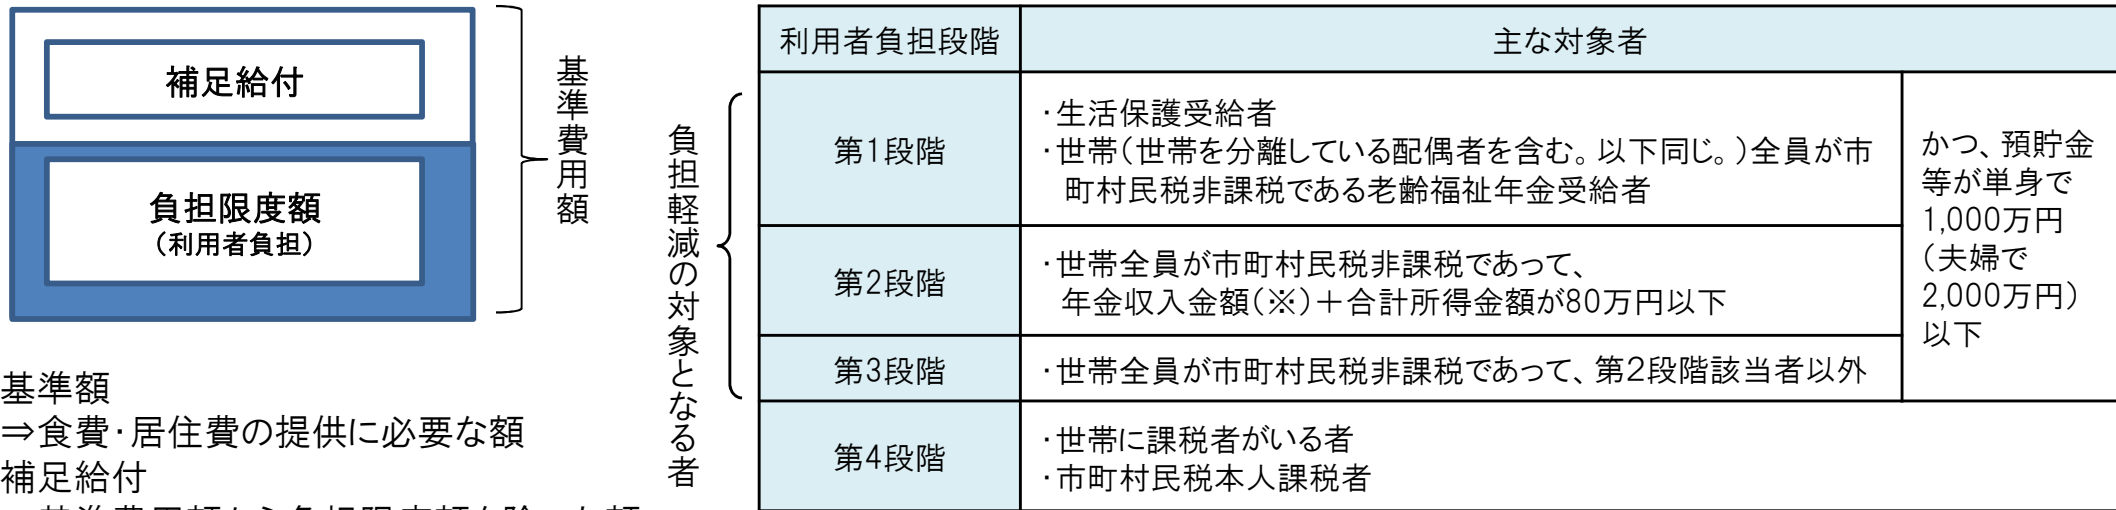 補足給付
負担限度額
（利用者負担）
基準費用額
基準額
⇒食費・居住費の提供に必要な額
補足給付
負担軽減の対象となる者
利用者負担段階
主な対象者
第1段階
・生活保護受給者
・世帯（世帯を分離している配偶者を含む。以下同じ。）全員が市
町村民税非課税である老齢福祉年金受給者
かつ、預貯金
等が単身で
1,000万円
（夫婦で
2,000万円）
以下
第2段階
・世帯全員が市町村民税非課税であって、
年金収入金額（※）＋合計所得金額が80万円以下
第3段階
・世帯全員が市町村民税非課税であって、第2段階該当者以外
第4段階
・世帯に課税者がいる者
・市町村民税本人課税者